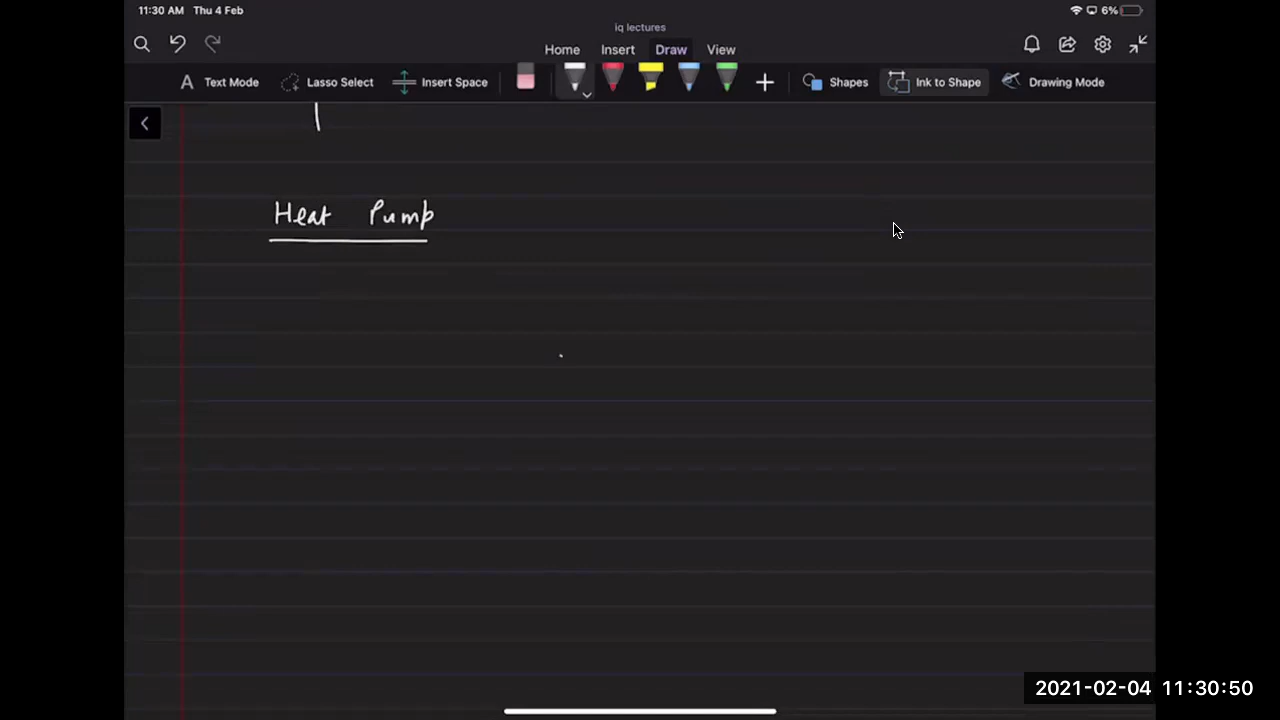 11:30 AM Thu 4 Feb
6%
iq lectures
Home Insert Draw View
A Text Mode Lasso Select Insert Space Shapes Ink to Shape Drawing Mode
Heat Pump
2021-02-04 11:30:50